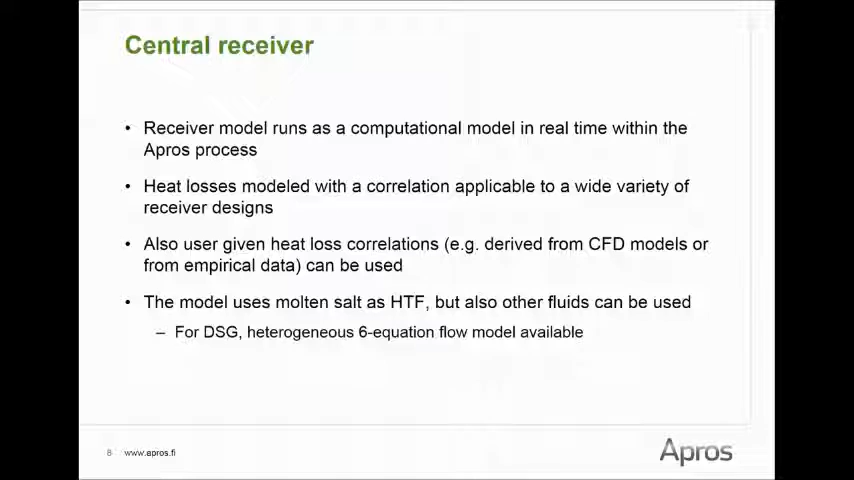 Central receiver
• Receiver model runs as a computational model in real time within the
Apros process
• Heat losses modeled with a correlation applicable to a wide variety of
receiver designs
• Also user given heat loss correlations (e.g. derived from CFD models or
from empirical data) can be used
• The model uses molten salt as HTF, but also other fluids can be used
– For DSG, heterogeneous 6-equation flow model available
8 www.apros.fi
Apros